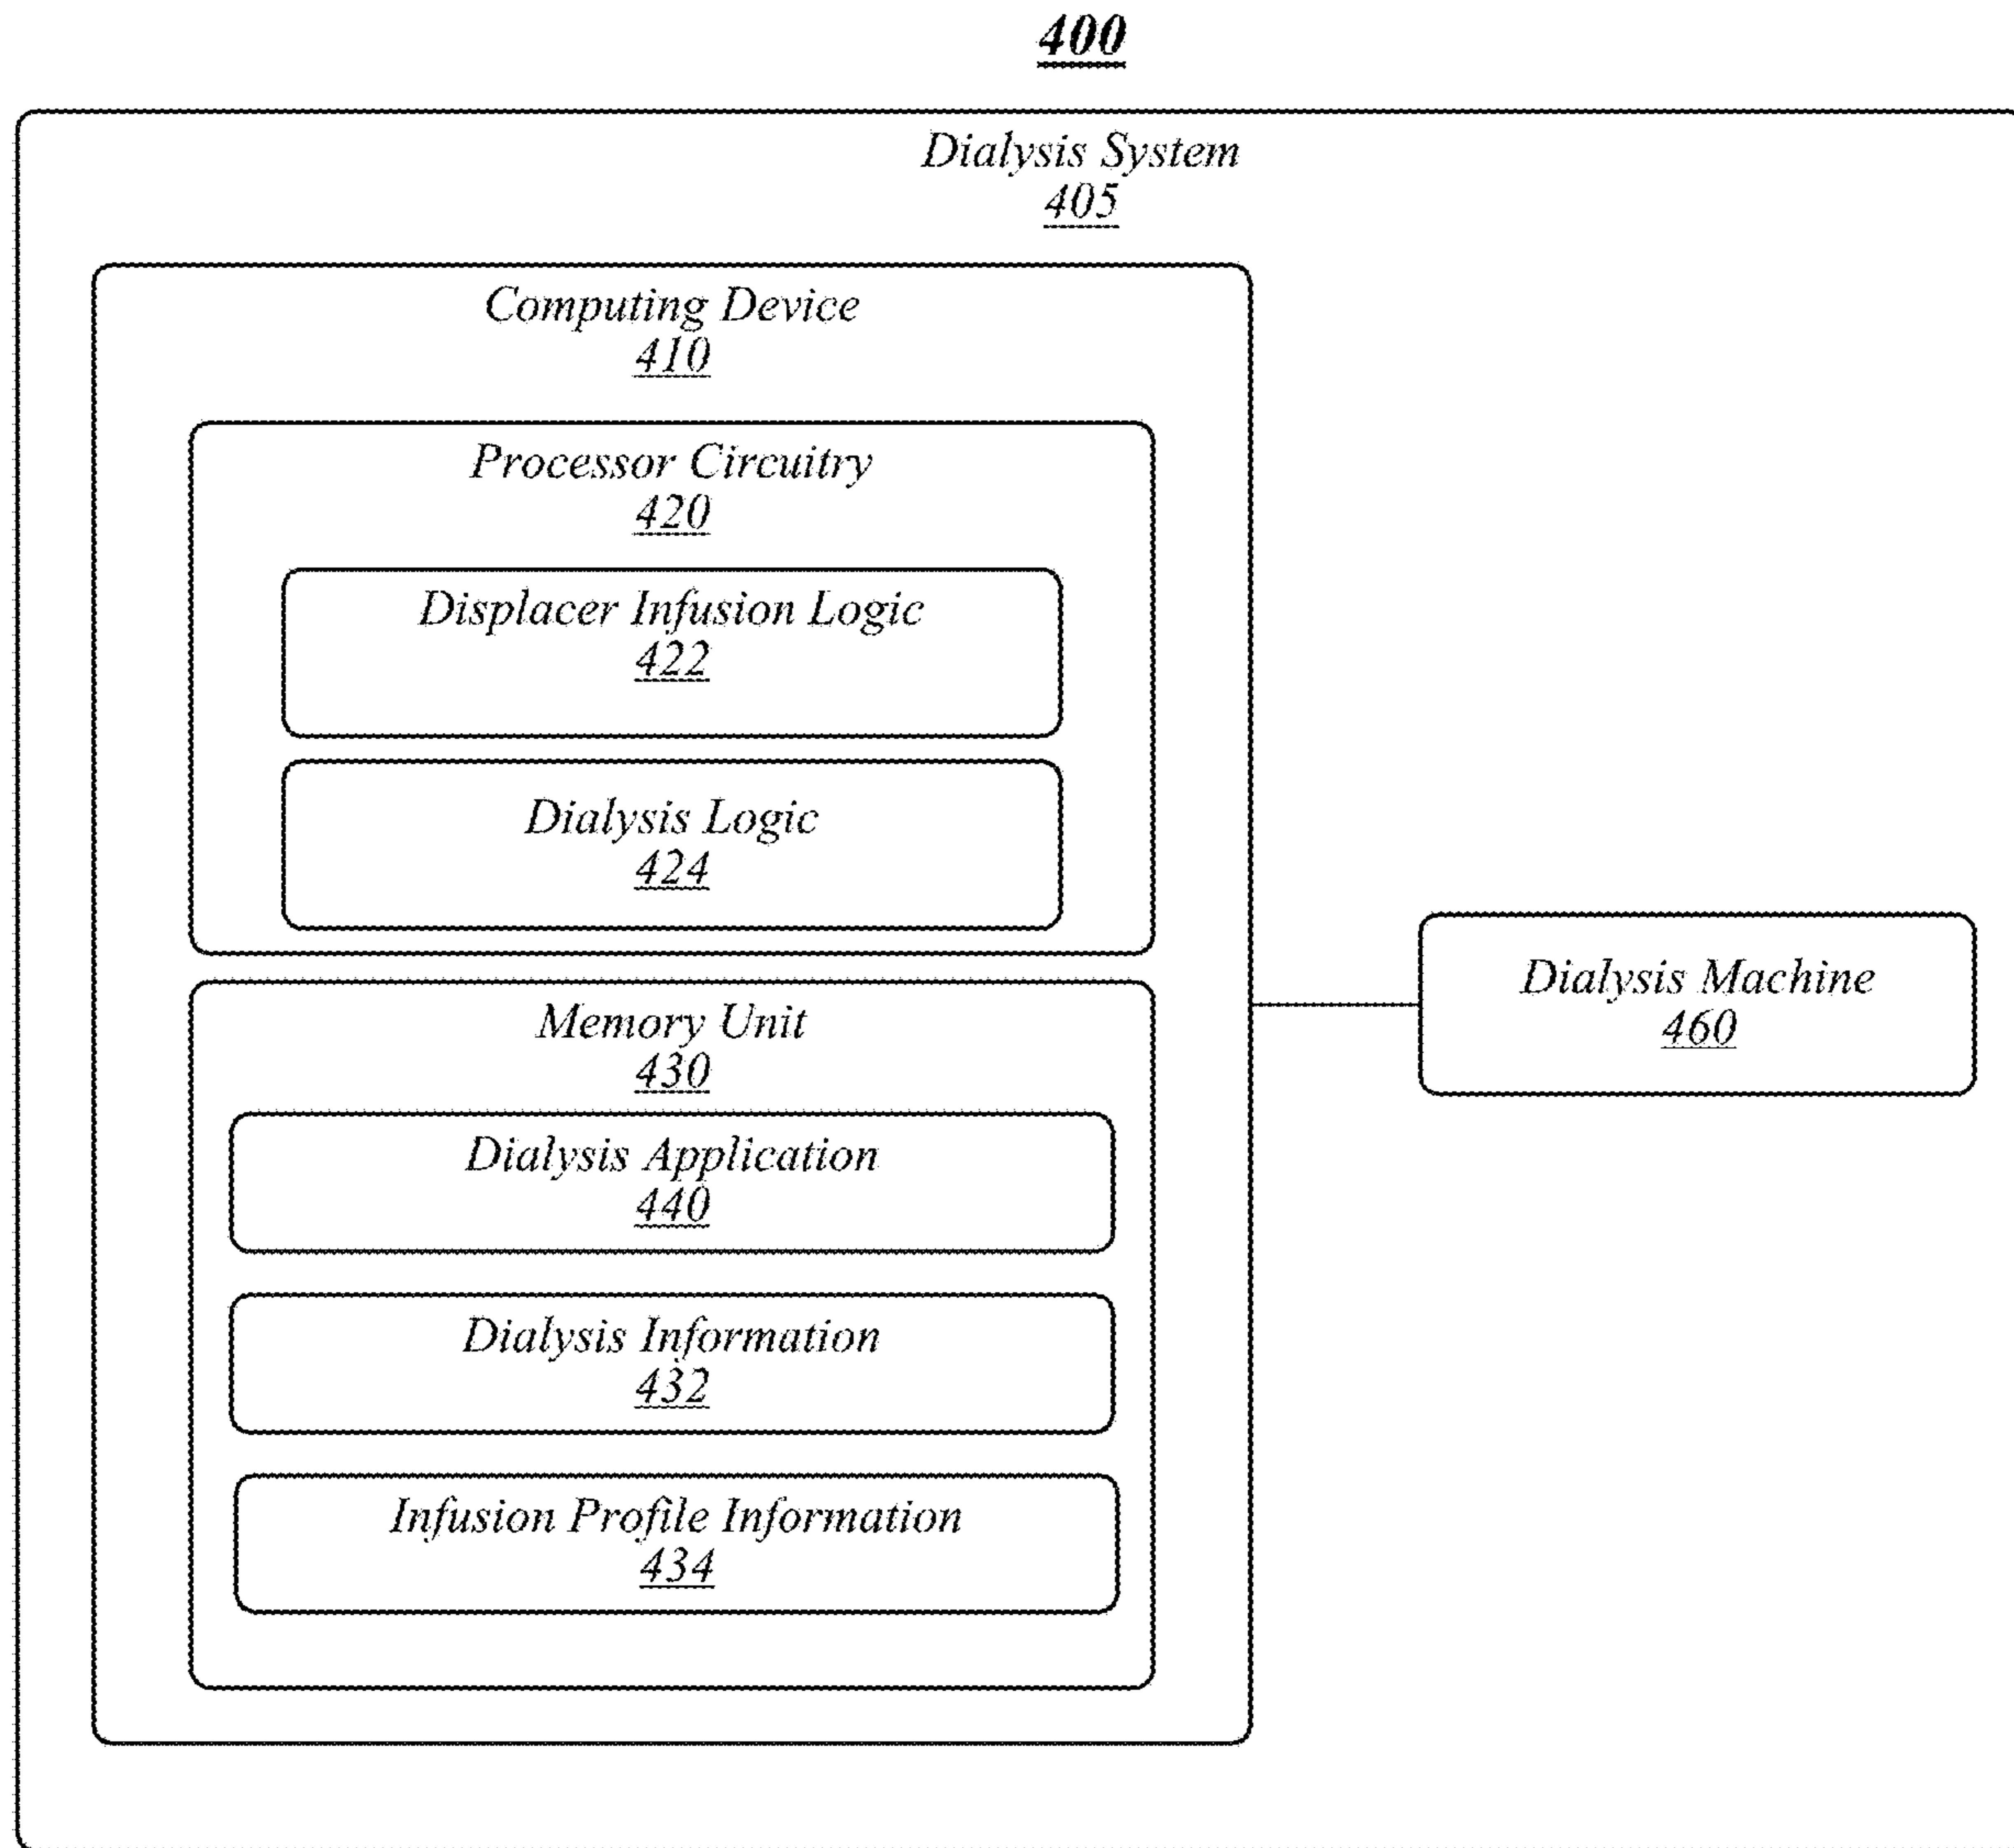 400
Dialysis System
405
Computing Device
410
Processor Circuitry
420
Displacer Infusion Logic
422
Dialysis Logic
424
Memory Unit
430
Dialysis Application
440
Dialysis Information
432
Infusion Profile Information
434
Dialysis Machine
460